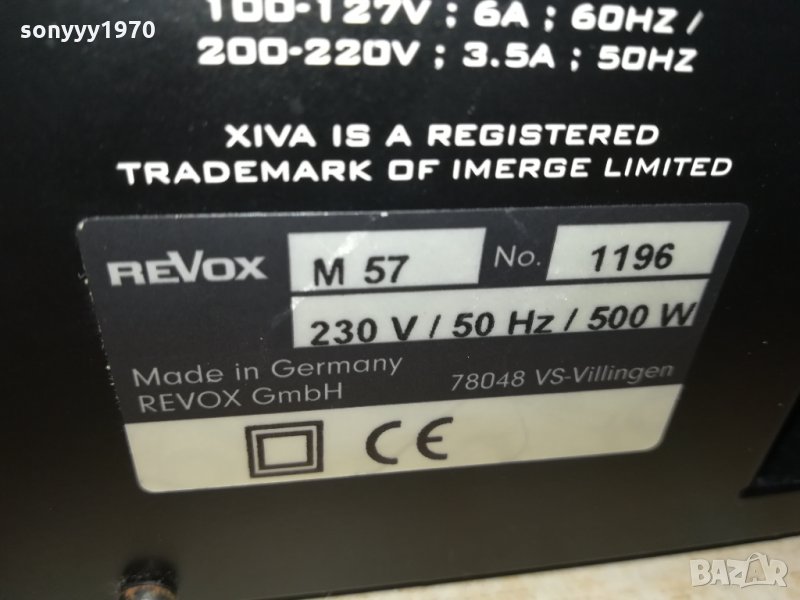 sonyyy1970
100-127V ; 6A ; 60HZ /
200-220V ; 3.5A ; 50HZ
XIVA IS A REGISTERED
TRADEMARK OF IMERGE LIMITED
REVOX M 57 No. 1196
230 V / 50 Hz / 500 W
Made in Germany
REVOX GmbH 78048 VS-Villingen
CE
BAZAR